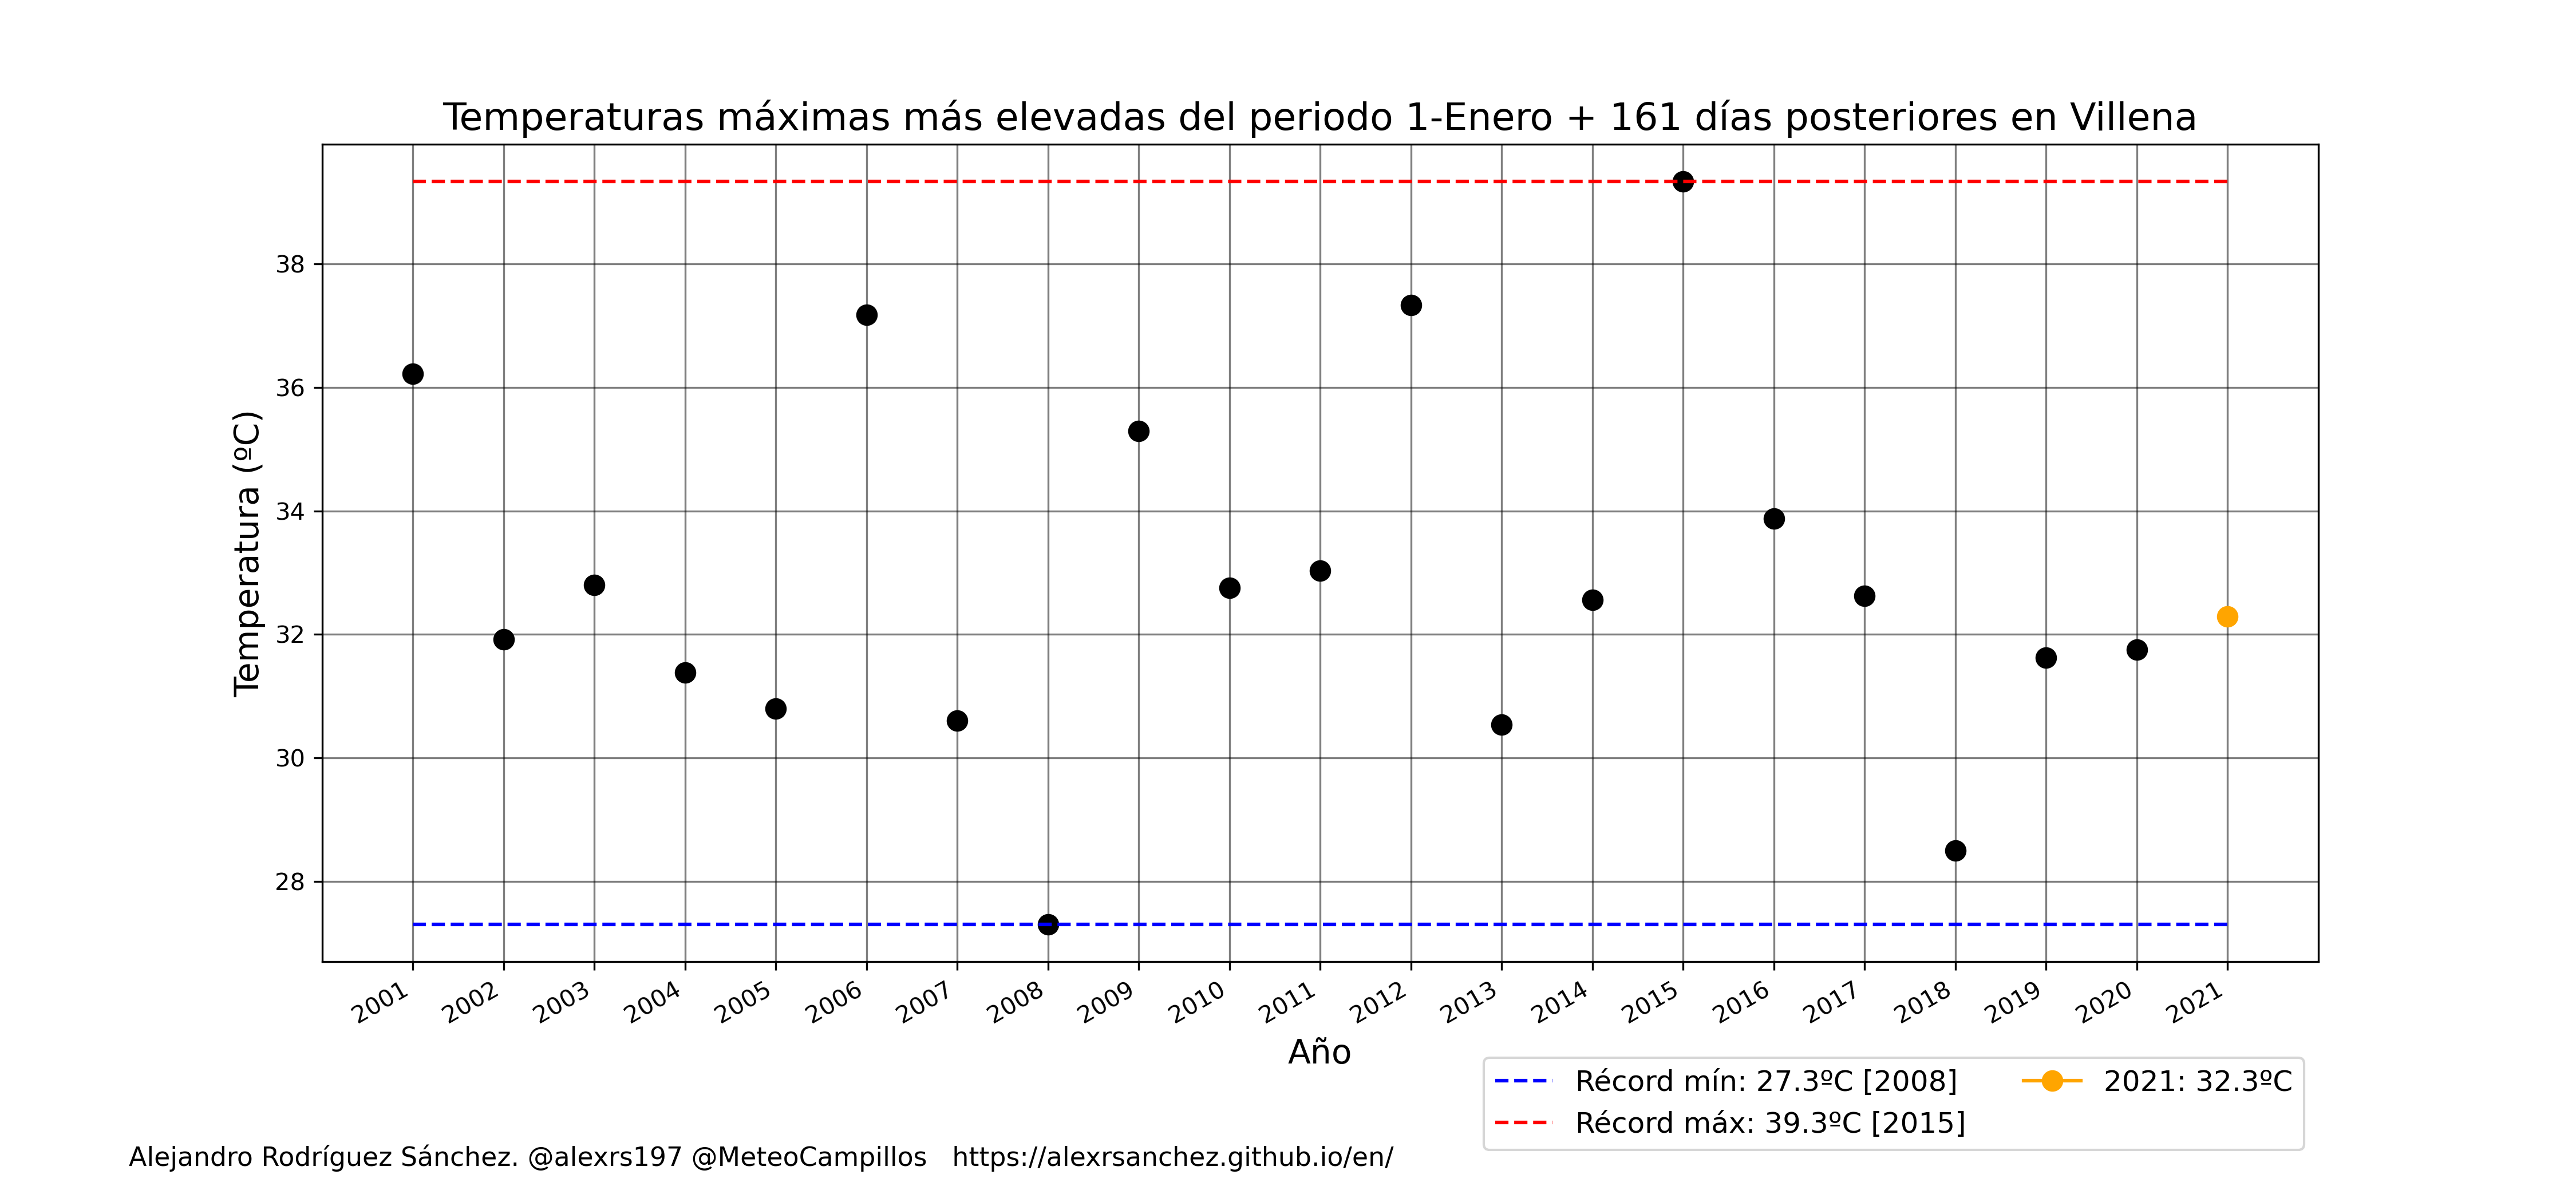 Temperaturas máximas más elevadas del periodo 1-Enero + 161 días posteriores en Villena
Temperatura (ºC)
38
36
34
32
30
28
2001 2002 2003 2004 2005 2006 2007 2008 2009 2010 2011 2012 2013 2014 2015 2016 2017 2018 2019 2020 2021
Año
Récord mín: 27.3ºC [2008]
Récord máx: 39.3ºC [2015]
2021: 32.3ºC
Alejandro Rodríguez Sánchez. @alexrs197 @MeteoCampillos https://alexrsanchez.github.io/en/